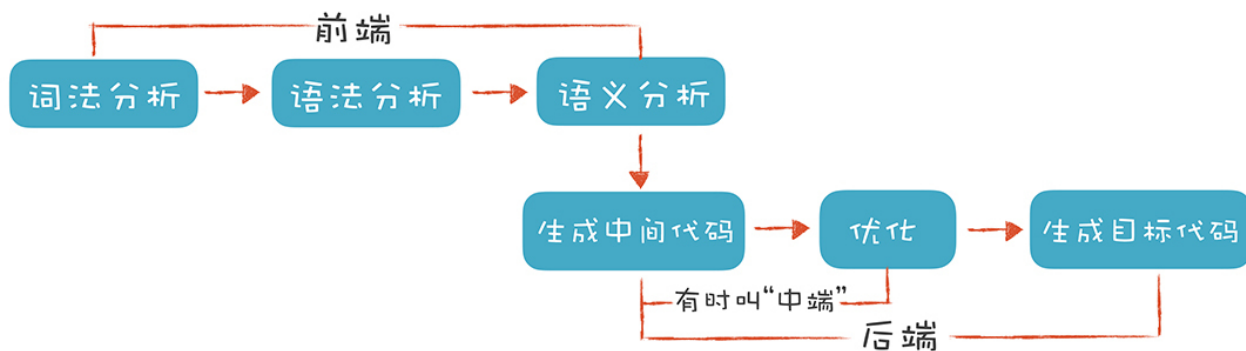 前端
词法分析
语法分析
语义分析
生成中间代码
优化
生成目标代码
有时叫“中端”
后端